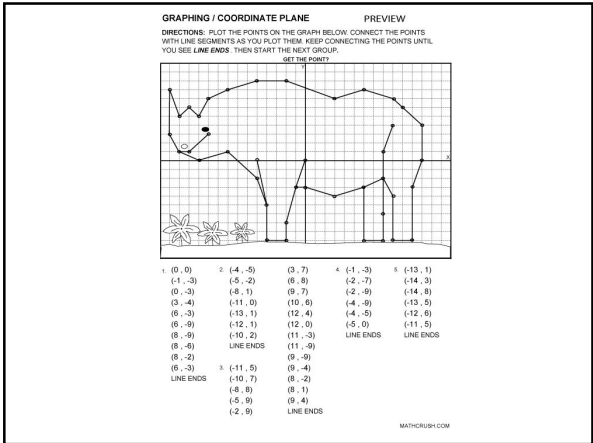 GRAPHING / COORDINATE PLANE PREVIEW
DIRECTIONS: PLOT THE POINTS ON THE GRAPH BELOW. CONNECT THE POINTS
WITH LINE SEGMENTS AS YOU PLOT THEM. KEEP CONNECTING THE POINTS UNTIL
YOU SEE LINE ENDS. THEN START THE NEXT GROUP.
GET THE POINT?
Y
X
1. (0 , 0)
(-1 , -3)
(0 , -3)
(3 , -4)
(6 , -3)
(6 , -9)
(8 , -9)
(8 , -6)
(8 , -2)
(6 , -3)
LINE ENDS
2. (-4 , -5)
(-5 , -2)
(-8 , 1)
(-11 , 0)
(-13 , 1)
(-12 , 1)
(-10 , 2)
LINE ENDS
3. (-11 , 5)
(-10 , 7)
(-8 , 8)
(-5 , 9)
(-2 , 9)
(3 , 7)
(6 , 8)
(9 , 7)
(10 , 6)
(12 , 4)
(12 , 0)
(11 , -3)
(11 , -9)
(9 , -9)
(9 , -4)
(8 , -2)
(8 , 1)
(9 , 4)
LINE ENDS
4. (-1 , -3)
(-2 , -7)
(-2 , -9)
(-4 , -9)
(-4 , -5)
(-5 , 0)
LINE ENDS
5. (-13 , 1)
(-14 , 3)
(-14 , 8)
(-13 , 5)
(-12 , 6)
(-11 , 5)
LINE ENDS
MATHCRUSH.COM